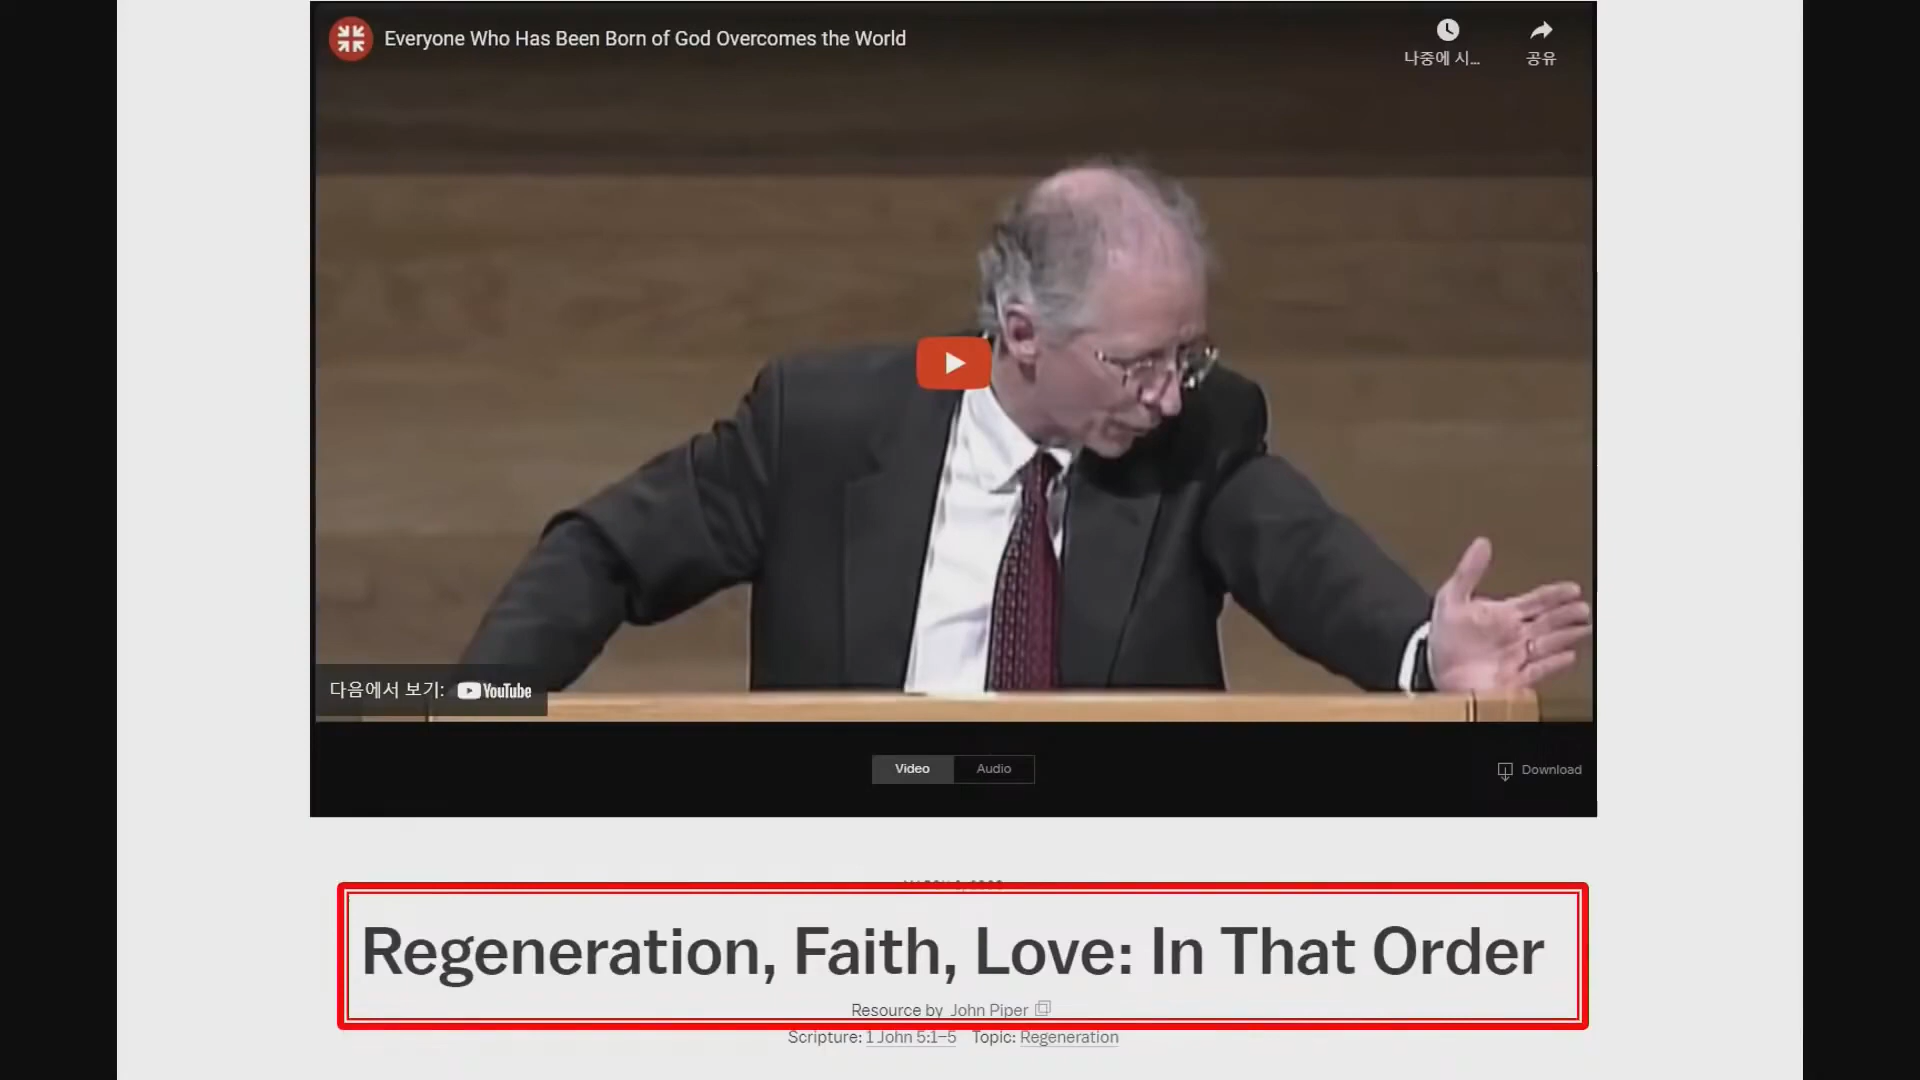 Everyone Who Has Been Born of God Overcomes the World
나중에 시...
공유
다음에서 보기: YouTube
Video
Audio
Download
Regeneration, Faith, Love: In That Order
Resource by John Piper
Scripture: 1 John 5:1–5 Topic: Regeneration